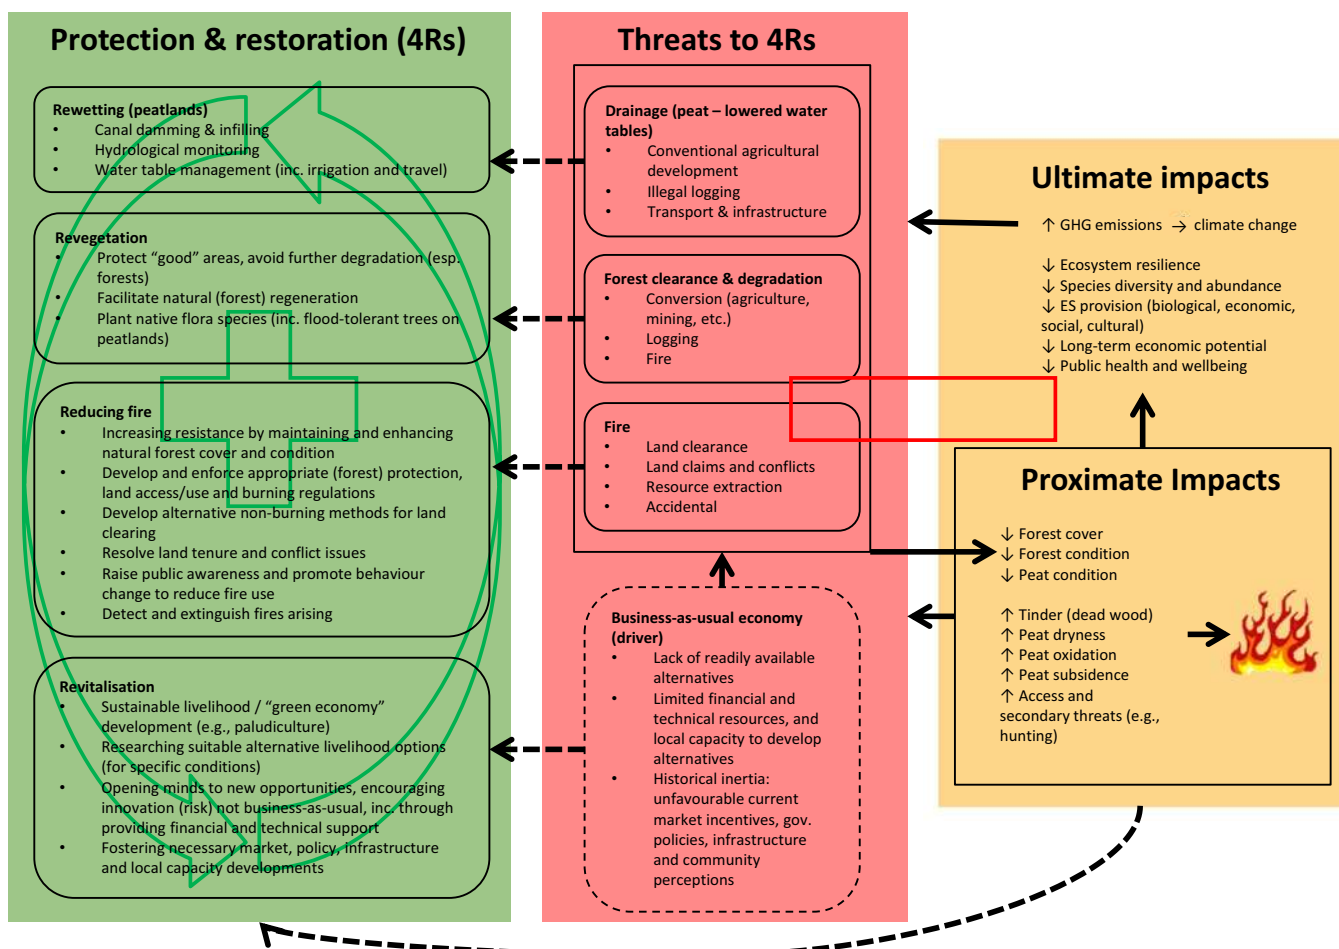 Protection & restoration (4Rs)
Rewetting (peatlands)
• Canal damming & infilling
• Hydrological monitoring
• Water table management (inc. irrigation and travel)
Revegetation
• Protect “good” areas, avoid further degradation (esp.
forests)
• Facilitate natural (forest) regeneration
• Plant native flora species (inc. flood-tolerant trees on
peatlands)
Reducing fire
• Increasing resistance by maintaining and enhancing
natural forest cover and condition
• Develop and enforce appropriate (forest) protection,
land access/use and burning regulations
• Develop alternative non-burning methods for land
clearing
• Resolve land tenure and conflict issues
• Raise public awareness and promote behaviour
change to reduce fire use
• Detect and extinguish fires arising
Revitalisation
• Sustainable livelihood / “green economy”
development (e.g., paludiculture)
• Researching suitable alternative livelihood options
(for specific conditions)
• Opening minds to new opportunities, encouraging
innovation (risk) not business-as-usual, inc. through
providing financial and technical support
• Fostering necessary market, policy, infrastructure
and local capacity developments
Threats to 4Rs
Drainage (peat – lowered water
tables)
• Conventional agricultural
development
• Illegal logging
• Transport & infrastructure
Forest clearance & degradation
• Conversion (agriculture,
mining, etc.)
• Logging
• Fire
Fire
• Land clearance
• Land claims and conflicts
• Resource extraction
• Accidental
Business-as-usual economy
(driver)
• Lack of readily available
alternatives
• Limited financial and
technical resources, and
local capacity to develop
alternatives
• Historical inertia:
unfavourable current
market incentives, gov.
policies, infrastructure
and community
perceptions
Ultimate impacts
↑ GHG emissions → climate change
↓ Ecosystem resilience
↓ Species diversity and abundance
↓ ES provision (biological, economic,
social, cultural)
↓ Long-term economic potential
↓ Public health and wellbeing
Proximate Impacts
↓ Forest cover
↓ Forest condition
↓ Peat condition
↑ Tinder (dead wood)
↑ Peat dryness
↑ Peat oxidation
↑ Peat subsidence
↑ Access and
secondary threats (e.g.,
hunting)